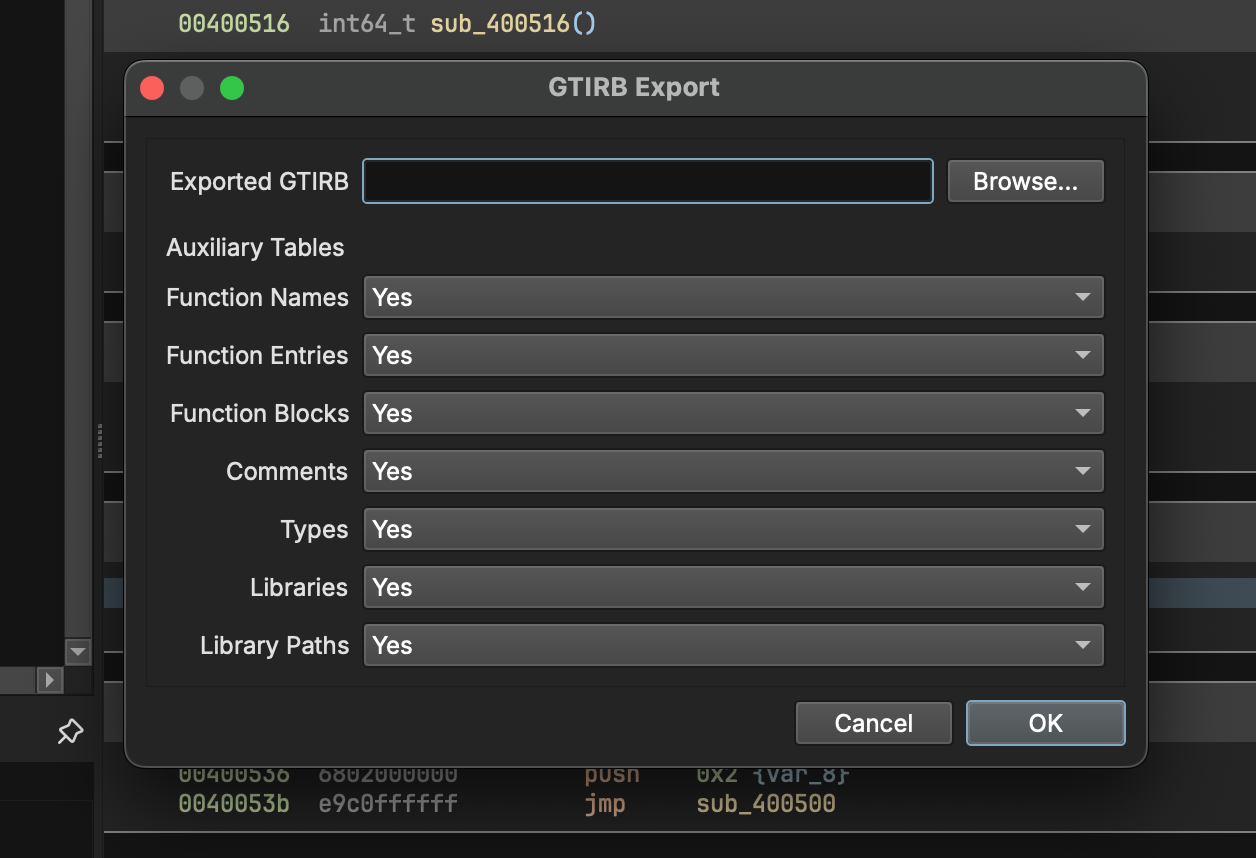 00400516 int64_t sub_400516()
GTIRB Export
Exported GTIRB Browse...
Auxiliary Tables
Function Names Yes
Function Entries Yes
Function Blocks Yes
Comments Yes
Types Yes
Libraries Yes
Library Paths Yes
Cancel OK
00400536 6802000000 push 0x2 {var_8}
0040053b e9c0ffffff jmp sub_400500